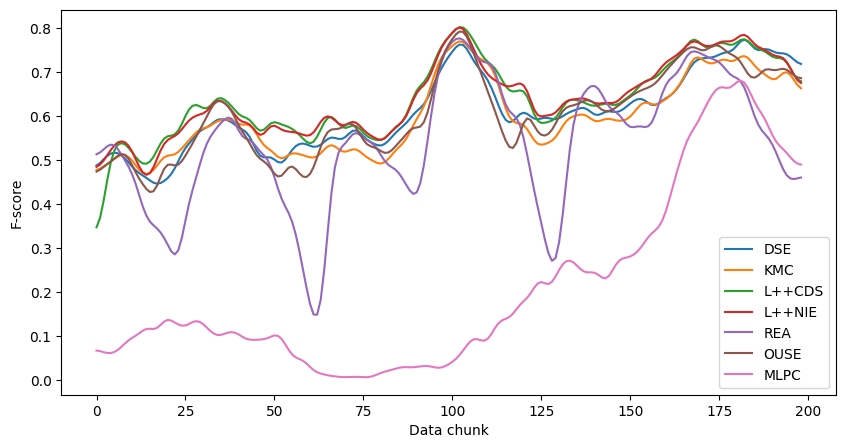 0.8
0.7
0.6
0.5
0.4
0.3
0.2
0.1
0.0
F-score
0 25 50 75 100 125 150 175 200
Data chunk
DSE
KMC
L++CDS
L++NIE
REA
OUSE
MLPC